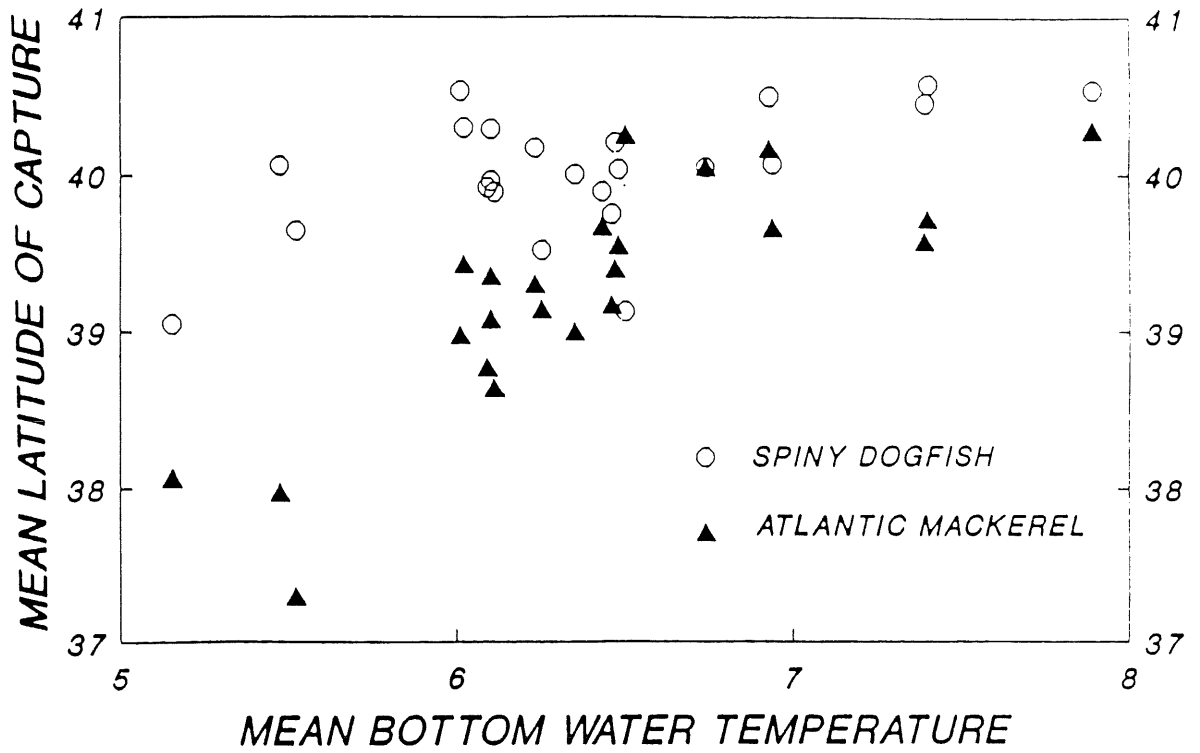 MEAN LATITUDE OF CAPTURE
41
40
39
38
37
41
40
39
38
37
SPINY DOGFISH
ATLANTIC MACKEREL
5 6 7 8
MEAN BOTTOM WATER TEMPERATURE